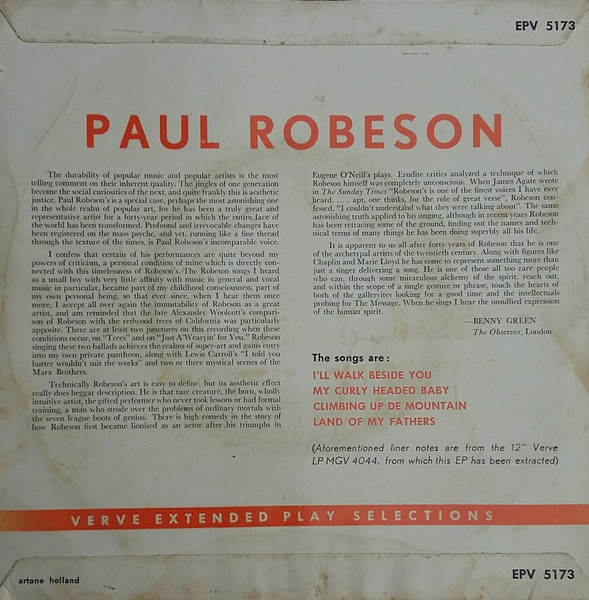 EPV 5173
PAUL ROBESON
The durability of popular music and popular artists is the most
telling comment on their inherent quality. The jingles of one generation
become the social curiosities of the next, and quite frankly this is aesthetic
justice. Paul Robeson's is a special case, perhaps the most astonishing one
in the whole realm of popular art, for he has been a truly great and
representative artist for a forty-year period in which the entire face of
the world has been transformed. Profound and irrevocable changes have
been registered on the mass psyche, and yet, running like a fine thread
through the texture of the times, is Paul Robeson's incomparable voice.
I confess that certain of his performances are quite beyond my
powers of criticism, a personal condition of mine which is directly con-
nected with this timelessness of Robeson's. The Robeson songs I heard
as a small boy with very little affinity with music in general and vocal
music in particular, became part of my childhood consciousness, part of
my own personal being, so that ever since, when I hear them once
more, I accept all over again the immutability of Robeson as a great
artist, and am reminded that the late Alexander Woolcott's compari-
son of Robeson with the redwood trees of California was particularly
apposite. There are at least two junctures on this recording when these
conditions occur, on "Trees" and on "Just A'Wearyin' for You." Robeson
singing these two ballads achieves the realms of super-art and gains entry
into my own private pantheon, along with Lewis Carroll's "I told you
butter wouldn't suit the works" and two or three mystical scenes of the
Marx Brothers.
Technically Robeson's art is easy to define, but its aesthetic effect
really does beggar description. He is that rare creature, the born, wholly
intuitive artist, the gifted performer who never took lessons or had formal
training, a man who strode over the problems of ordinary mortals with
the seven league boots of genius. There is high comedy in the story of
how Robeson first became lionised as an actor after his triumphs in
Eugene O'Neill's plays. Erudite critics analyzed a technique of which
Robeson himself was completely unconscious. When James Agate wrote
in The Sunday Times "Robeson's is one of the finest voices I have ever
heard. . . . apt, one thinks, for the role of great verse", Robeson con-
fessed, "I couldn't understand what they were talking about". The same
astonishing truth applied to his singing, although in recent years Robeson
has been retracing some of the ground, finding out the names and tech-
nical terms of many things he has been doing superbly all his life.
It is apparent to us all after forty years of Robeson that he is one
of the archetypal artists of the twentieth century. Along with figures like
Chaplin and Marie Lloyd he has come to represent something more than
just a singer delivering a song. He is one of those all too rare people
who can, through some miraculous alchemy of the spirit, reach out,
and within the scope of a single gesture or phrase, touch the hearts of
both of the galleryites looking for a good time and the intellectuals
probing for The Message. When he sings I hear the unsullied expression
of the human spirit.
—BENNY GREEN
The Observer, London
The songs are:
I'LL WALK BESIDE YOU
MY CURLY HEADED BABY
CLIMBING UP DE MOUNTAIN
LAND OF MY FATHERS
(Aforementioned liner notes are from the 12" Verve
LP MGV 4044, from which this EP has been extracted)
VERVE EXTENDED PLAY SELECTIONS
artone holland
EPV 5173